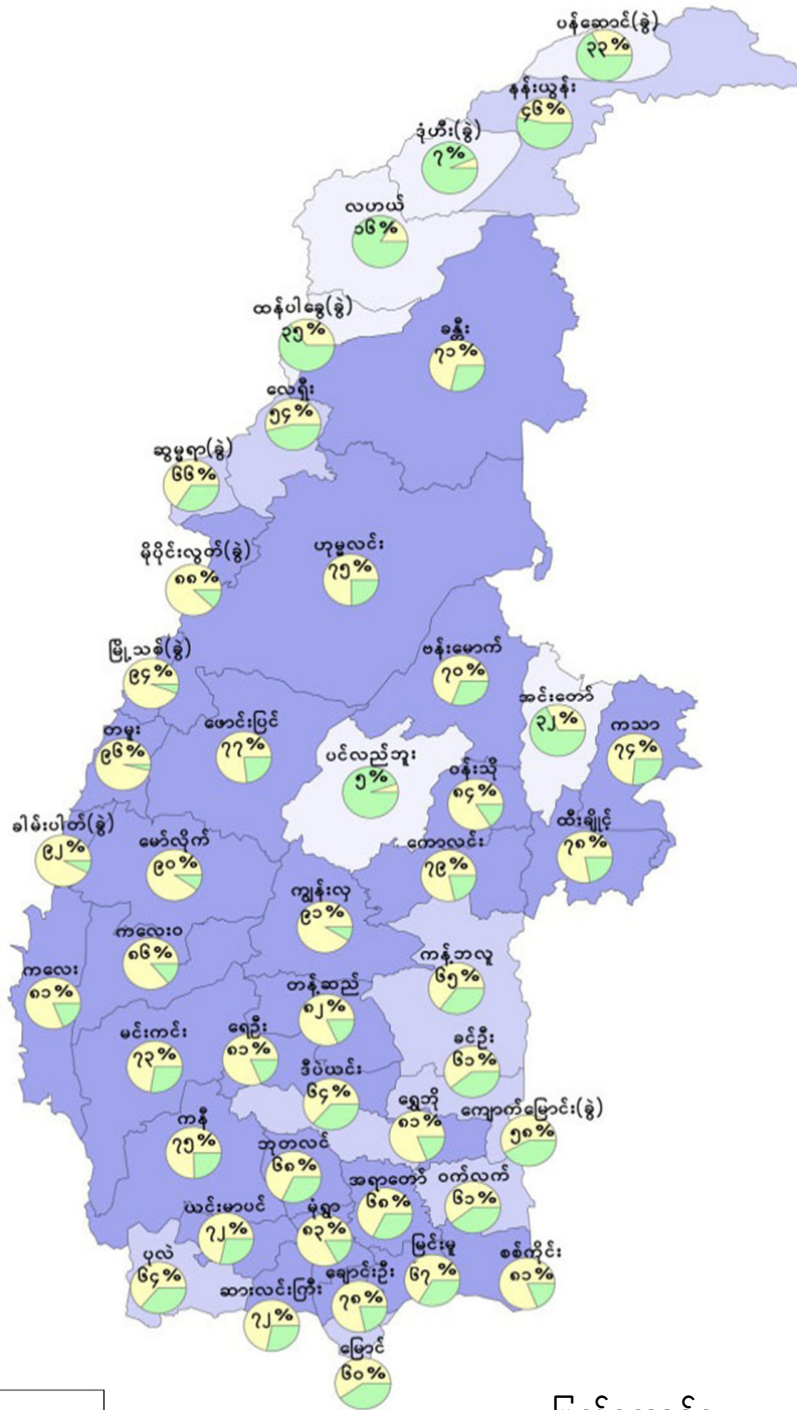 ပန်ဆောင်(ခွဲ)
၃၃%
နန်းယွန်း
၄၆%
ဒုံဟီး(ခွဲ)
၇%
လဟယ်
၁၆%
ထန်ပါခွေ(ခွဲ)
၃၅%
ခန္တီး
၇၁%
လေရှီး
၅၄%
ဆွမ္မရာ(ခွဲ)
၆၆%
ဟုမ္မလင်း
၇၅%
မိုပိုင်းလွတ်(ခွဲ)
၈၈%
မြို့သစ်(ခွဲ)
၉၄%
ဗန်းမောက်
၇၀%
အင်းတော်
၃၂%
ကသာ
၇၄%
တမူး
၉၆%
ဖောင်းပြင်
၇၇%
ပင်လည်ဘူး
၅%
ဝန်းသို
၈၄%
ထီးချိုင့်
၇၈%
ခါမ်းပါတ်(ခွဲ)
၉၂%
မော်လိုက်
၉၀%
ကောလင်း
၇၉%
ကျွန်းလှ
၉၁%
ကလေးဝ
၈၆%
ကန့်ဘလူ
၆၅%
ကလေး
၈၁%
တန့်ဆည်
၈၂%
မင်းကင်း
၇၃%
ရေဦး
၈၁%
ခင်ဦး
၆၁%
ဒီပဲယင်း
၆၄%
ရွှေဘို
၈၁%
ကျောက်မြောင်း(ခွဲ)
၅၈%
ကနီ
၇၅%
ဘုတလင်
၆၈%
အရာတော်
၆၈%
ဝက်လက်
၆၁%
ယင်းမာပင်
၇၂%
မုံရွာ
၈၃%
ပုလဲ
၆၄%
မြင်းမူ
၆၇%
စစ်ကိုင်း
၈၁%
ဆားလင်းကြီး
၇၂%
ချောင်းဦး
၇၈%
မြောင်
၆၀%